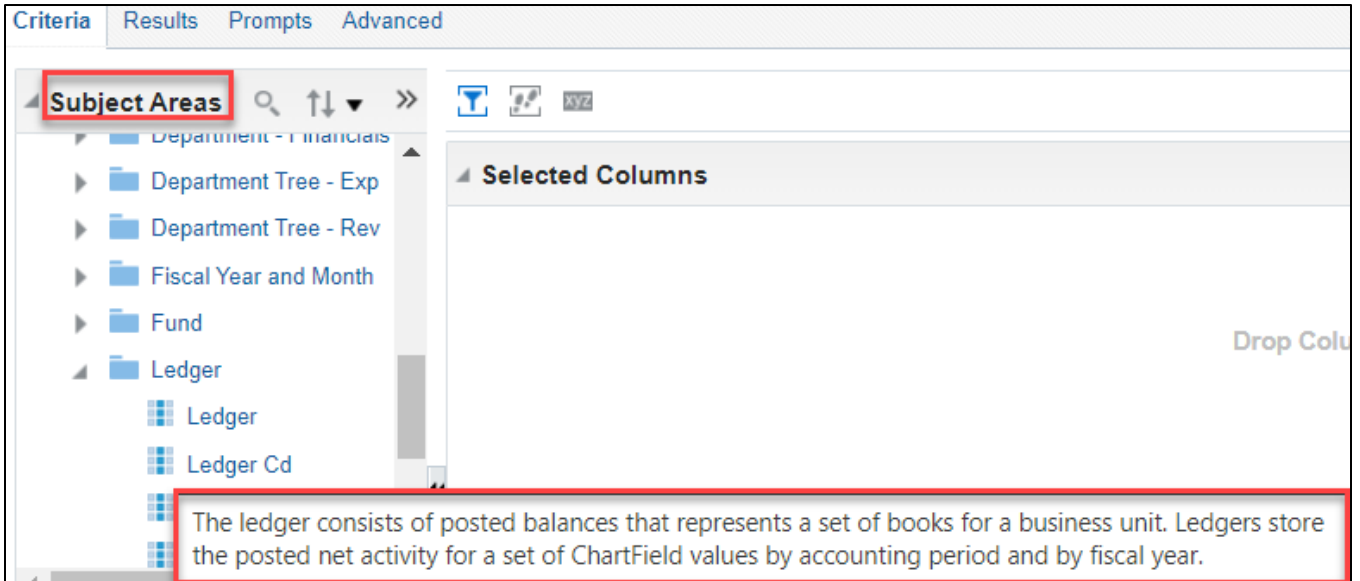 Criteria Results Prompts Advanced
Subject Areas
xyz
Department - Financials
Selected Columns
Department Tree - Exp
Department Tree - Rev
Fiscal Year and Month
Fund
Drop Colu
Ledger
Ledger
Ledger Cd
The ledger consists of posted balances that represents a set of books for a business unit. Ledgers store
the posted net activity for a set of ChartField values by accounting period and by fiscal year.